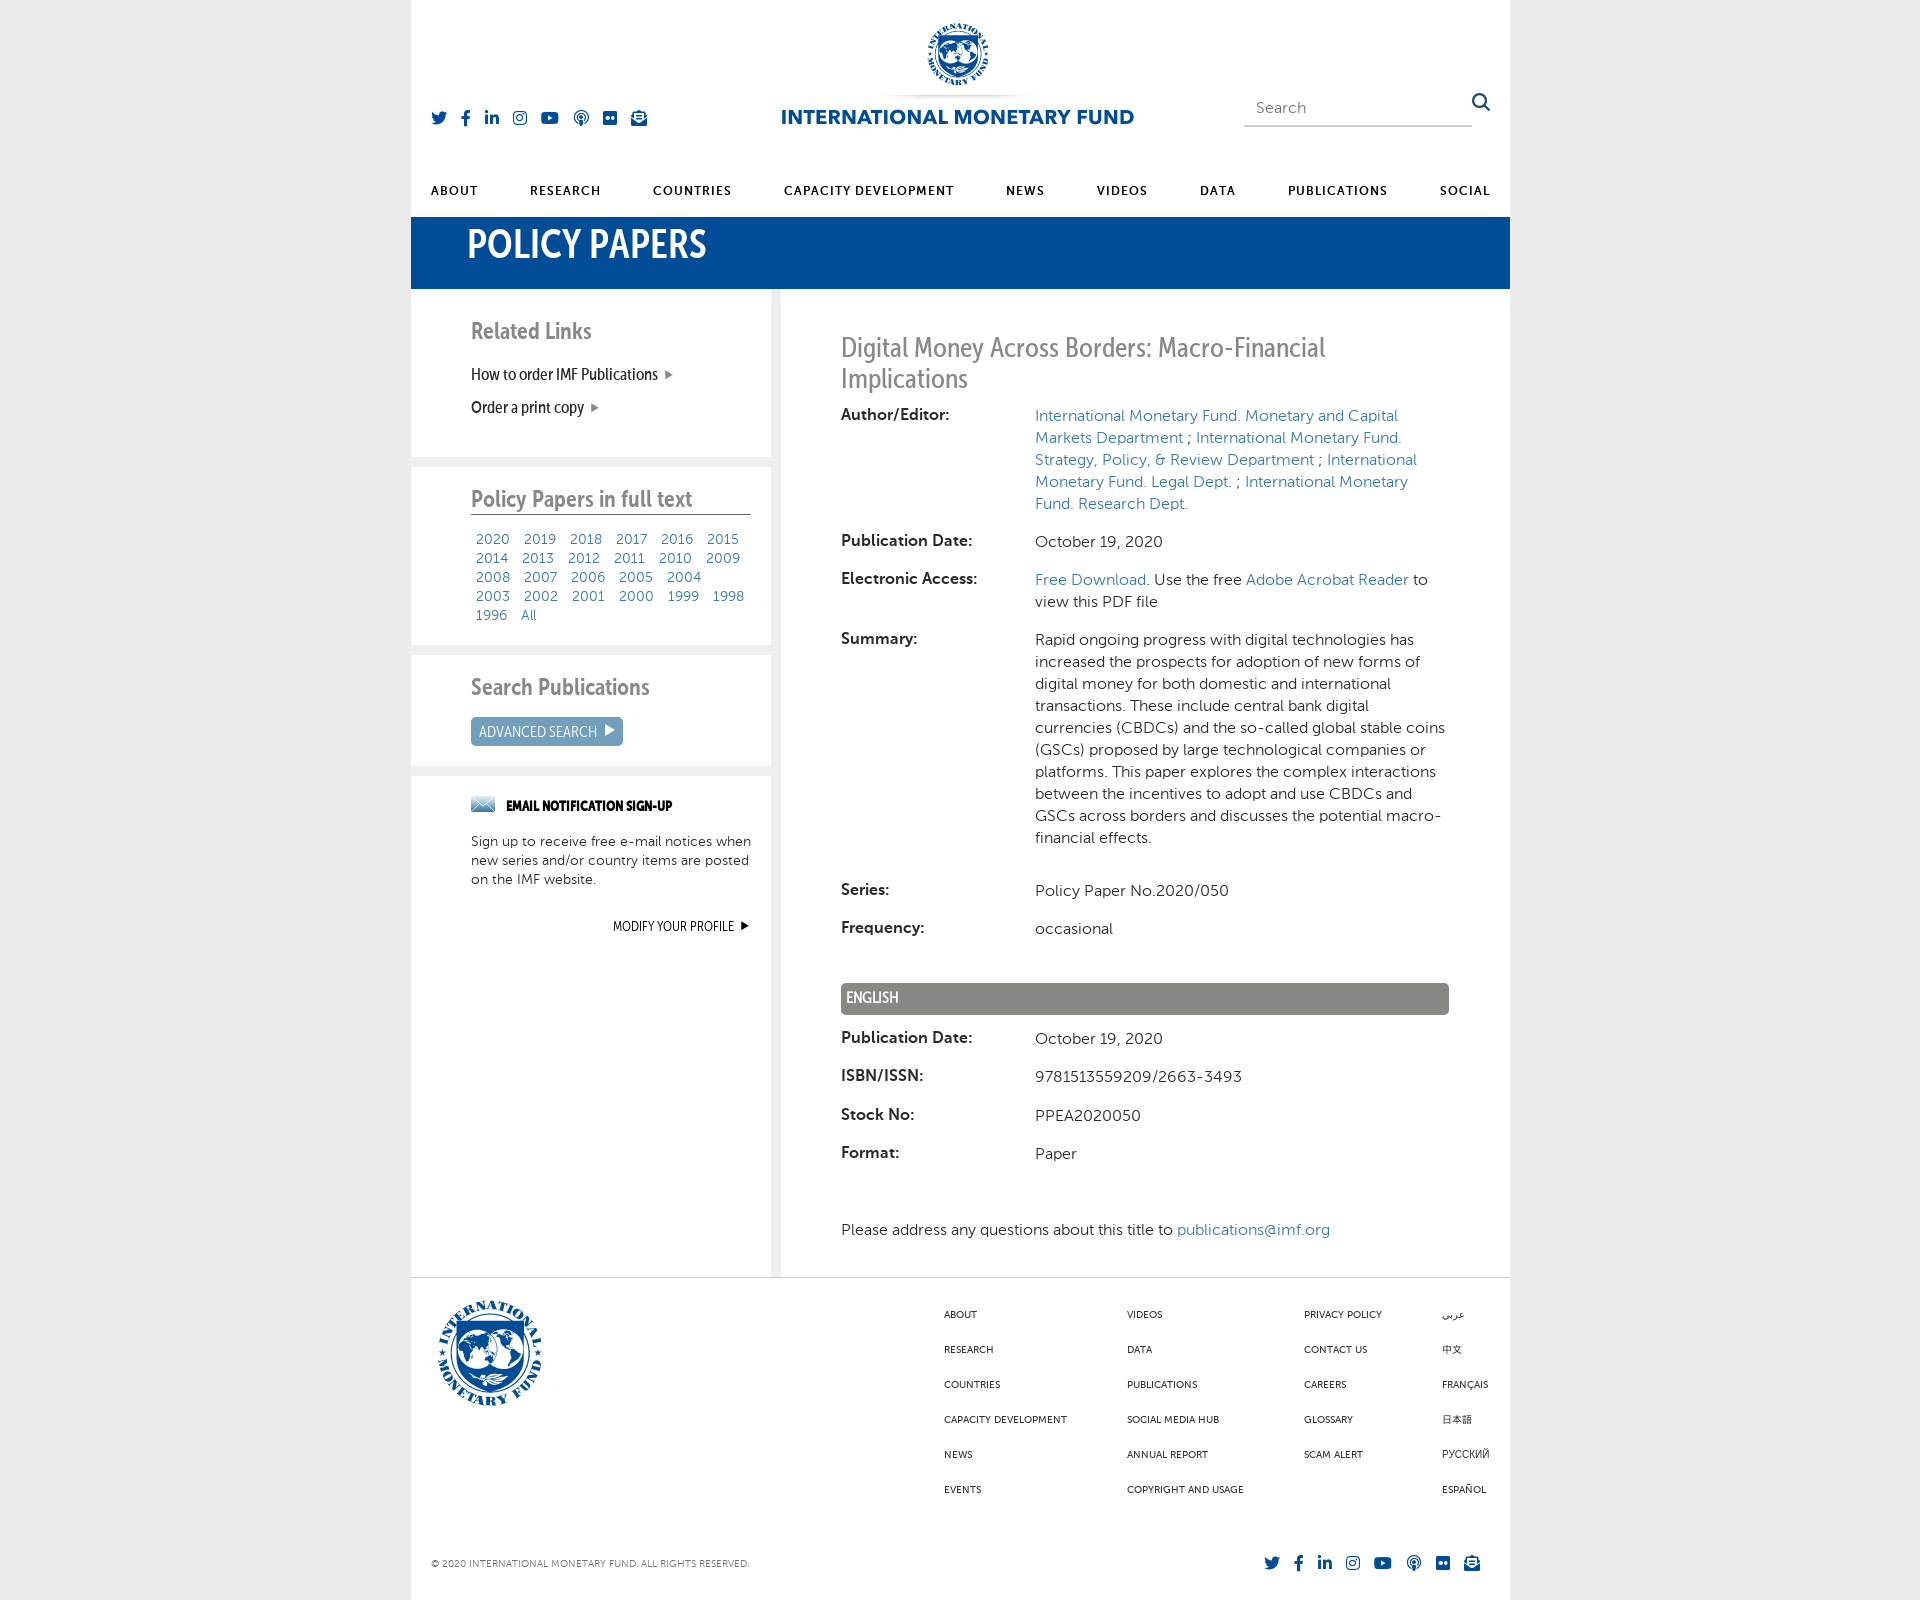 INTERNATIONAL MONETARY FUND
INTERNATIONAL MONETARY FUND
Search
ABOUT RESEARCH COUNTRIES CAPACITY DEVELOPMENT NEWS VIDEOS DATA PUBLICATIONS SOCIAL
POLICY PAPERS
Related Links
How to order IMF Publications
Order a print copy
Policy Papers in full text
2020 2019 2018 2017 2016 2015
2014 2013 2012 2011 2010 2009
2008 2007 2006 2005 2004
2003 2002 2001 2000 1999 1998
1996 All
Search Publications
ADVANCED SEARCH
EMAIL NOTIFICATION SIGN-UP
Sign up to receive free e-mail notices when
new series and/or country items are posted
on the IMF website.
MODIFY YOUR PROFILE
Digital Money Across Borders: Macro-Financial
Implications
Author/Editor: International Monetary Fund. Monetary and Capital
Markets Department ; International Monetary Fund.
Strategy, Policy, & Review Department ; International
Monetary Fund. Legal Dept. ; International Monetary
Fund. Research Dept.
Publication Date: October 19, 2020
Electronic Access: Free Download. Use the free Adobe Acrobat Reader to
view this PDF file
Summary: Rapid ongoing progress with digital technologies has
increased the prospects for adoption of new forms of
digital money for both domestic and international
transactions. These include central bank digital
currencies (CBDCs) and the so-called global stable coins
(GSCs) proposed by large technological companies or
platforms. This paper explores the complex interactions
between the incentives to adopt and use CBDCs and
GSCs across borders and discusses the potential macro-
financial effects.
Series: Policy Paper No.2020/050
Frequency: occasional
ENGLISH
Publication Date: October 19, 2020
ISBN/ISSN: 9781513559209/2663-3493
Stock No: PPEA2020050
Format: Paper
Please address any questions about this title to publications@imf.org
INTERNATIONAL MONETARY FUND
ABOUT VIDEOS PRIVACY POLICY عربي
RESEARCH DATA CONTACT US 中文
COUNTRIES PUBLICATIONS CAREERS FRANÇAIS
CAPACITY DEVELOPMENT SOCIAL MEDIA HUB GLOSSARY 日本語
NEWS ANNUAL REPORT SCAM ALERT РУССКИЙ
EVENTS COPYRIGHT AND USAGE ESPAÑOL
© 2020 INTERNATIONAL MONETARY FUND. ALL RIGHTS RESERVED.